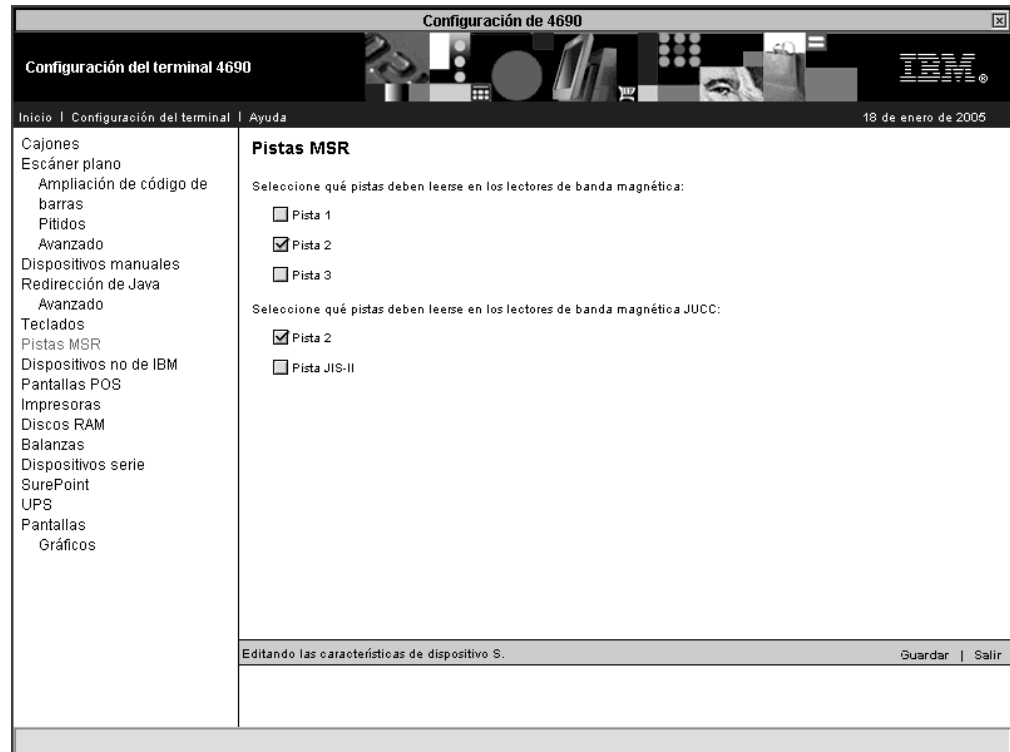 Configuración de 4690
Configuración del terminal 4690
IBM®
Inicio | Configuración del terminal | Ayuda
18 de enero de 2005
Cajones
Escáner plano
Ampliación de código de
barras
Pitidos
Avanzado
Dispositivos manuales
Redirección de Java
Avanzado
Teclados
Pistas MSR
Dispositivos no de IBM
Pantallas POS
Impresoras
Discos RAM
Balanzas
Dispositivos serie
SurePoint
UPS
Pantallas
Gráficos
Pistas MSR
Seleccione qué pistas deben leerse en los lectores de banda magnética:
Pista 1
Pista 2
Pista 3
Seleccione qué pistas deben leerse en los lectores de banda magnética JUCC:
Pista 2
Pista JIS-II
Editando las características de dispositivo S.
Guardar | Salir